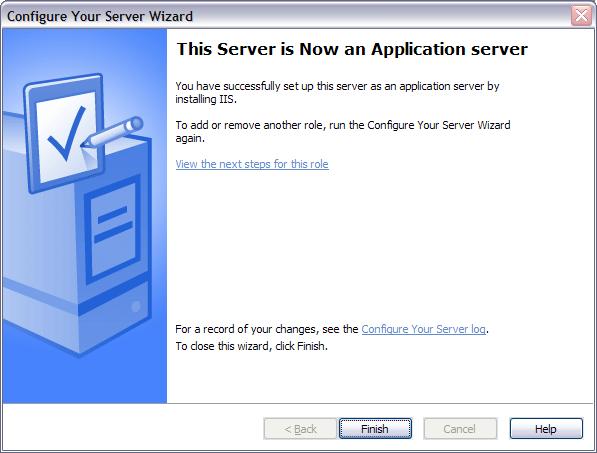 Configure Your Server Wizard
This Server is Now an Application server
You have successfully set up this server as an application server by
installing IIS.
To add or remove another role, run the Configure Your Server Wizard
again.
View the next steps for this role
For a record of your changes, see the Configure Your Server log.
To close this wizard, click Finish.
< Back
Finish
Cancel
Help